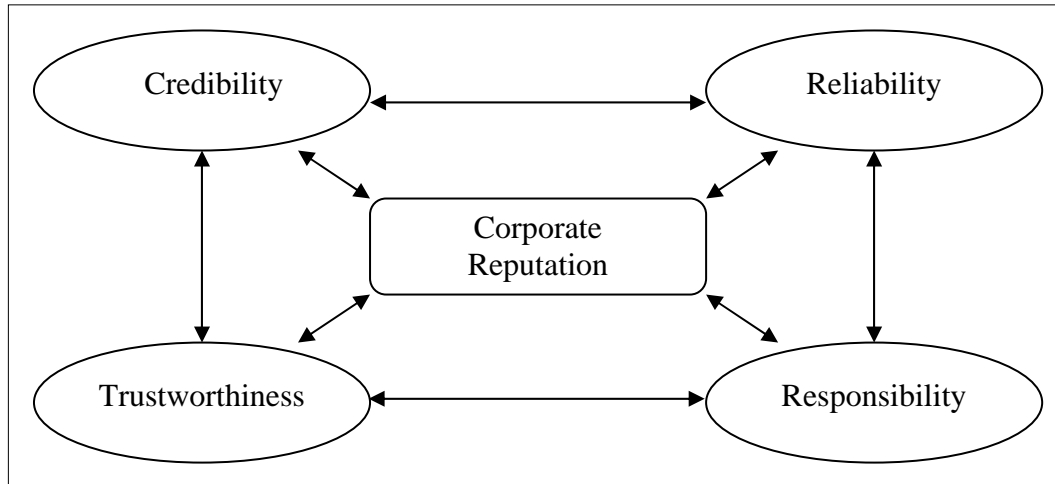 Credibility
Reliability
Corporate
Reputation
Trustworthiness
Responsibility